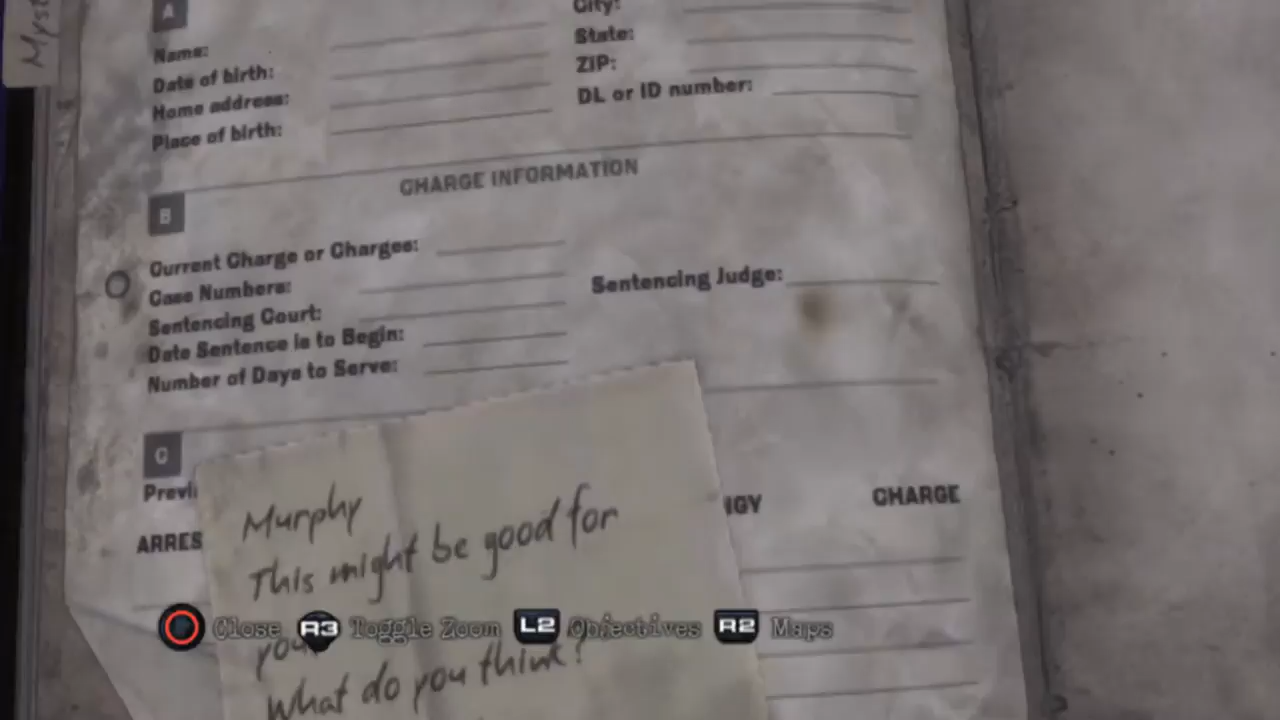 Myst
A
City:
Name:
State:
Date of birth:
ZIP:
Home address:
DL or ID number:
Place of birth:
CHARGE INFORMATION
B
Current Charge or Charges:
Case Numbers:
Sentencing Judge:
Sentencing Court:
Date Sentence is to Begin:
Number of Days to Serve:
C
Previ
ARRES
NGY
CHARGE
Murphy
This might be good for
you
What do you think?
Close R3 Toggle Zoom L2 Objectives R2 Maps